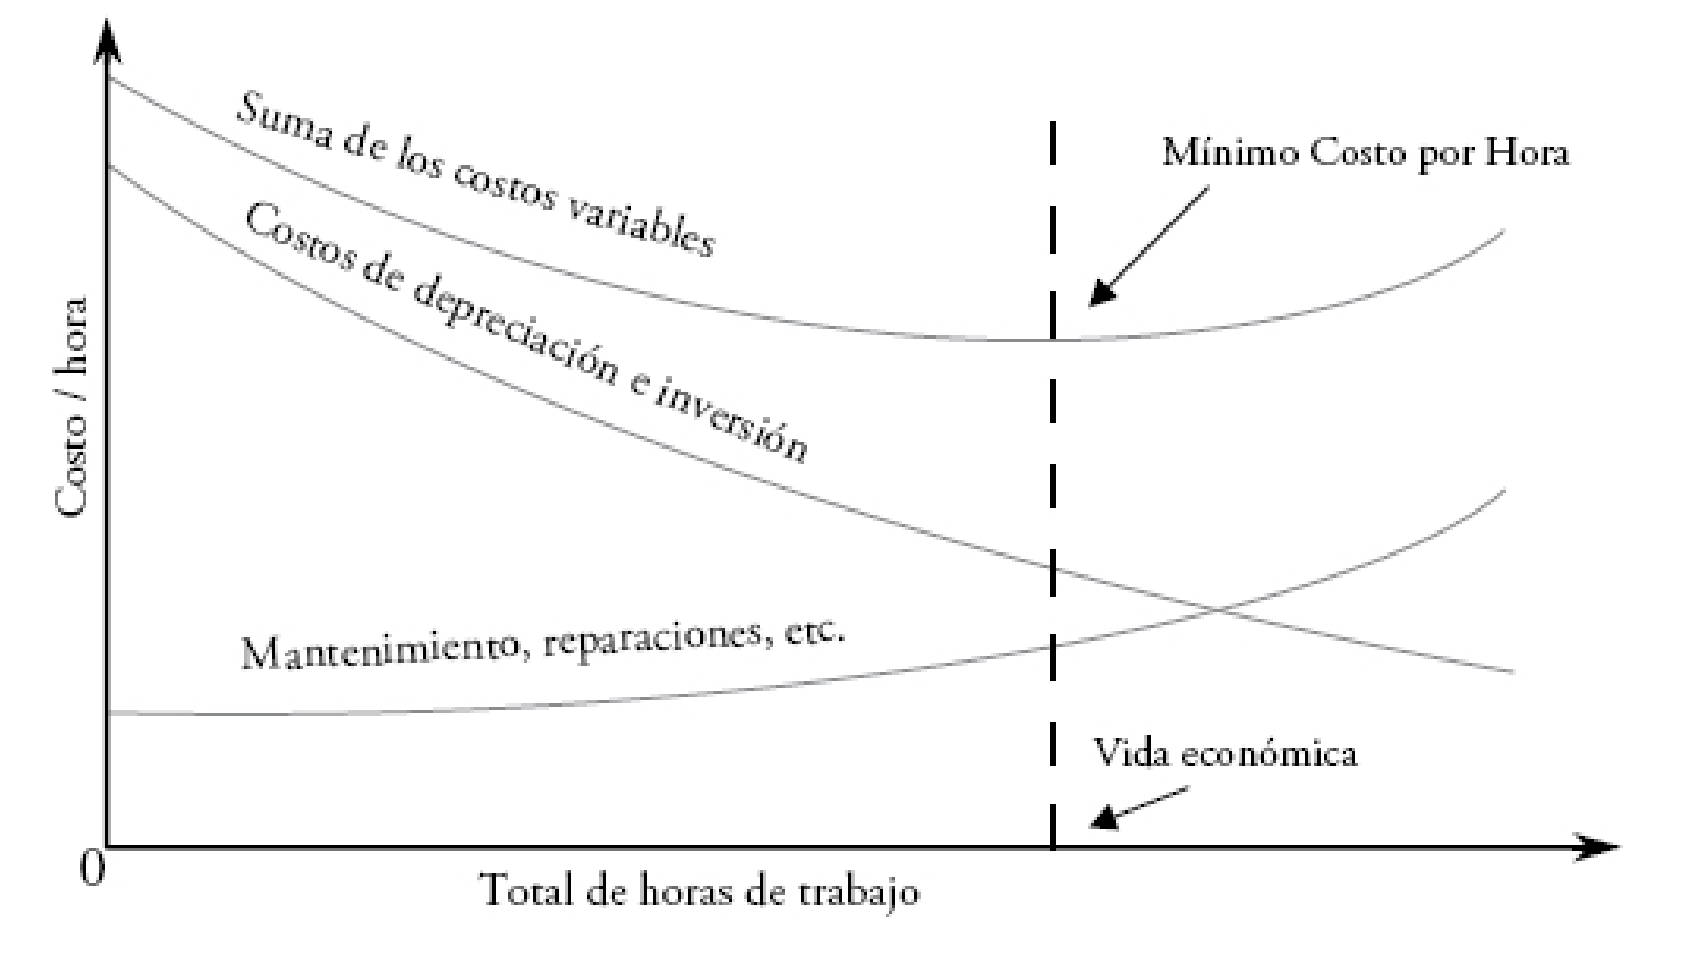 Suma de los costos variables
Mínimo Costo por Hora
Costos de depreciación e inversión
Costo / hora
Mantenimiento, reparaciones, etc.
Vida económica
0
Total de horas de trabajo